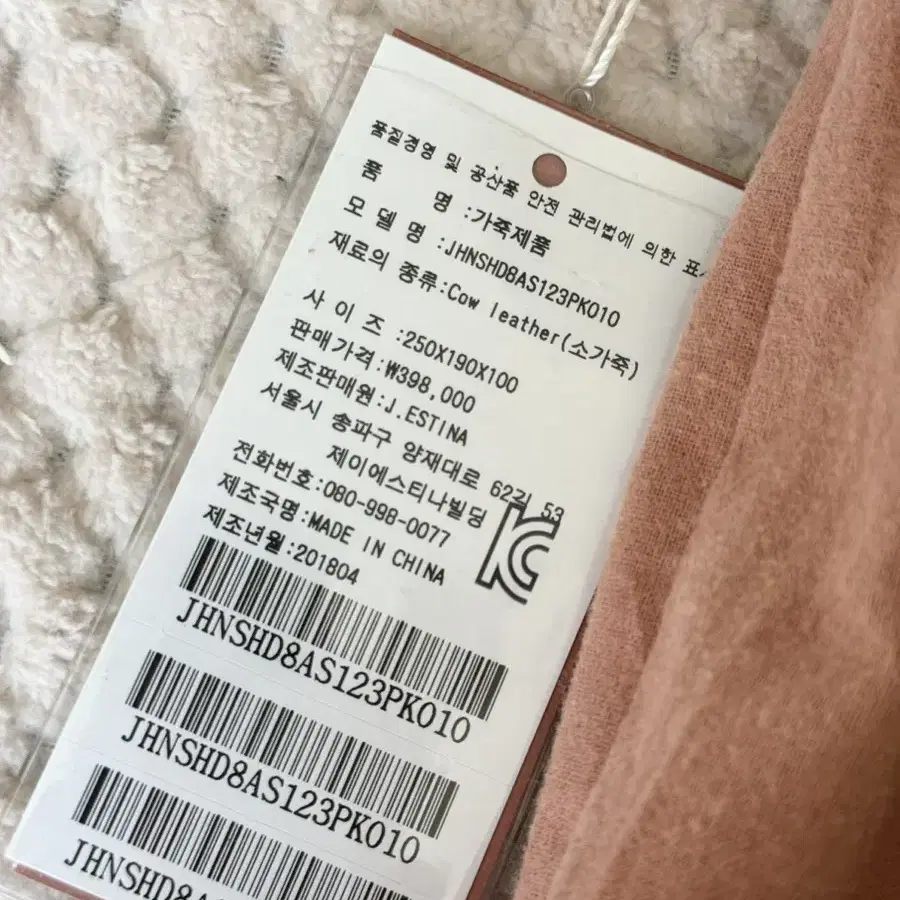 품질경영 및 공산품 안전 관리법에 의한 표
품 명 :가죽제품
모 델 명 :JHNSHD8AS123PK010
재료의 종류:Cow leather(소가죽)
사 이 즈 :250X190X100
판매가격:₩398,000
제조판매원:J.ESTINA
서울시 송파구 양재대로 62길 53
제이에스티나빌딩
전화번호:080-998-0077
제조국명:MADE IN CHINA
제조년월:201804
KC
JHNSHD8AS123PK010
JHNSHD8AS123PK010
JHNSHD8AS123PK010